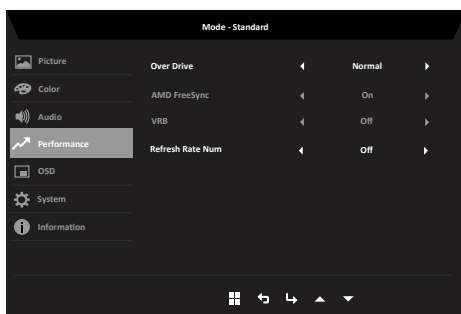 Mode - Standard
Picture
Over Drive Normal
Color
AMD FreeSync On
Audio
VRB Off
Performance
Refresh Rate Num Off
OSD
System
Information